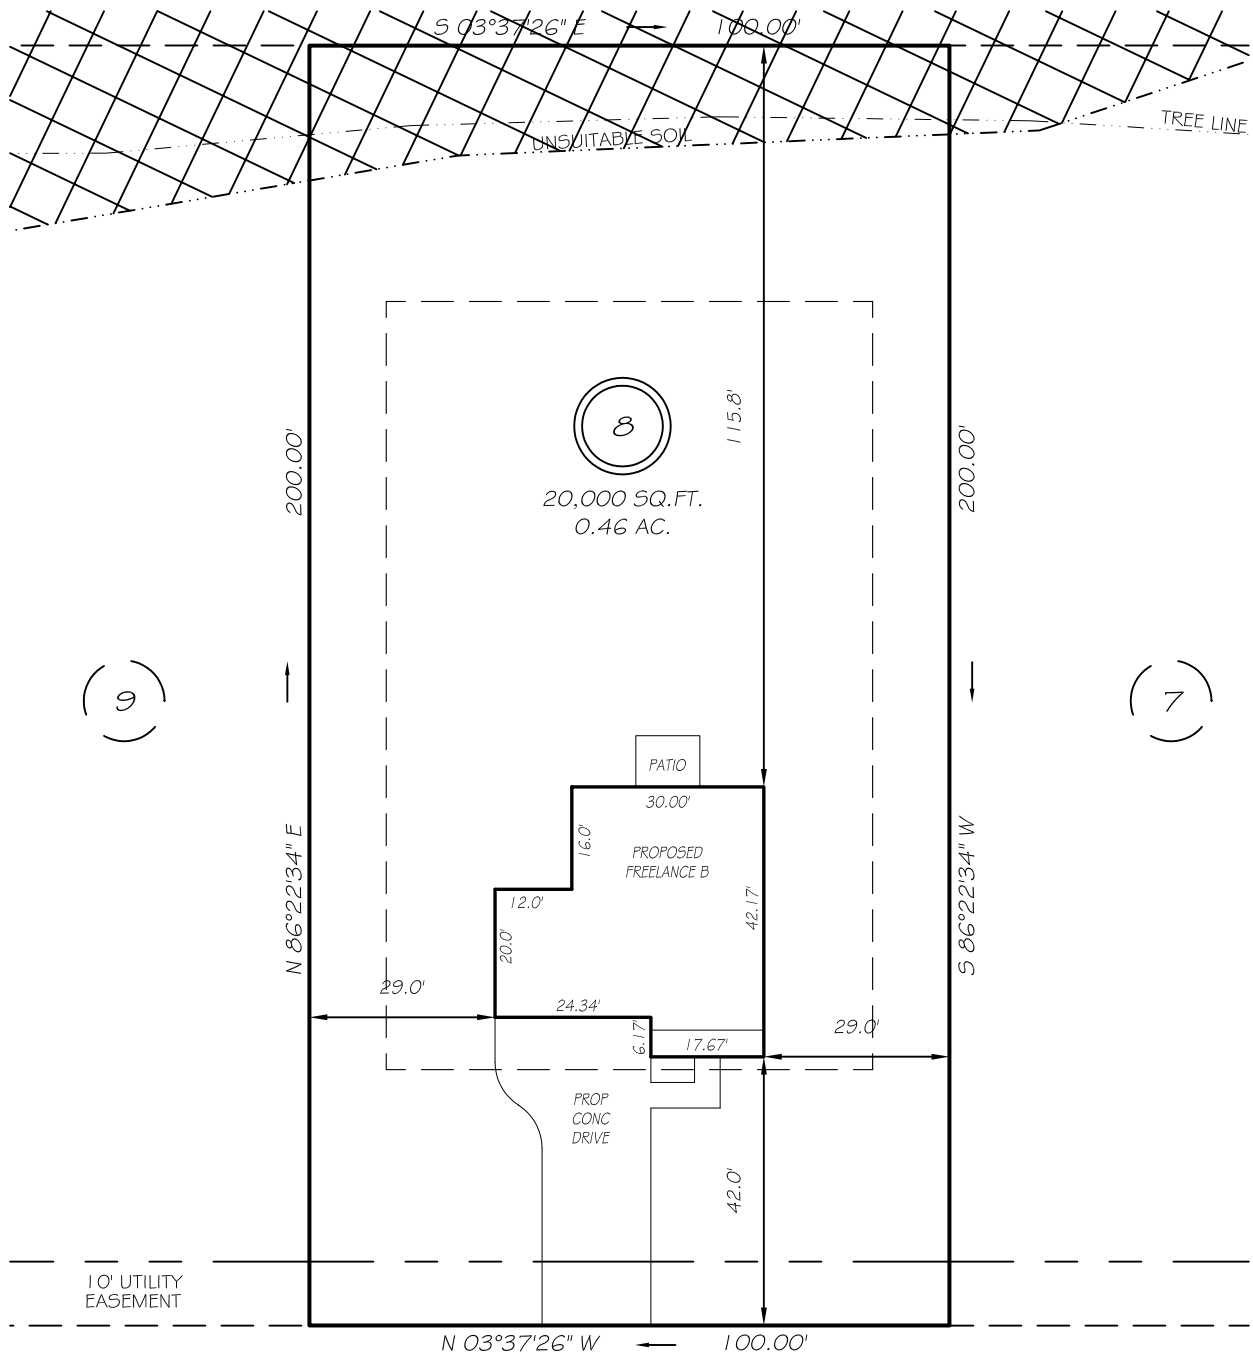 S 03°37'26" E 100.00'
UNSUITABLE SOIL
TREE LINE
115.8'
8
200.00'
200.00'
20,000 SQ.FT.
0.46 AC.
9
7
PATIO
30.00'
16.0'
PROPOSED
FREELANCE B
N 86°22'34" E
S 86°22'34" W
12.0'
42.17'
20.0'
29.0'
24.34'
6.17'
17.67'
29.0'
PROP
CONC
DRIVE
42.0'
10' UTILITY
EASEMENT
N 03°37'26" W 100.00'